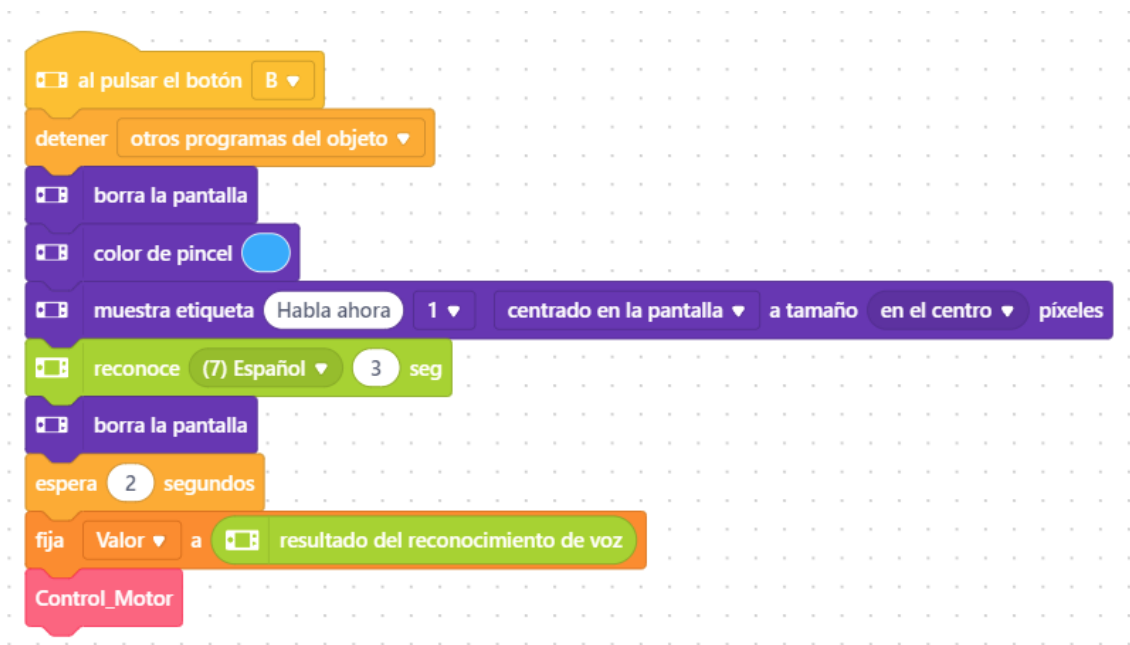 al pulsar el botón B
detener otros programas del objeto
borra la pantalla
color de pincel
muestra etiqueta Habla ahora 1 centrado en la pantalla a tamaño en el centro píxeles
reconoce (7) Español 3 seg
borra la pantalla
espera 2 segundos
fija Valor a resultado del reconocimiento de voz
Control_Motor